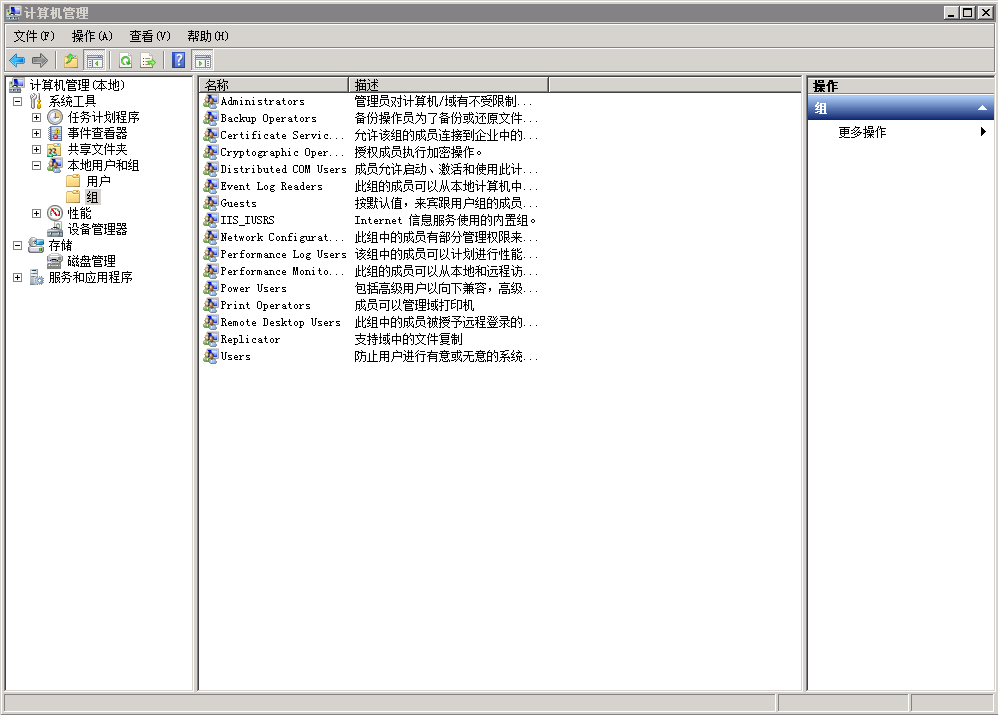 计算机管理
文件(F) 操作(A) 查看(V) 帮助(H)
计算机管理(本地)
系统工具
任务计划程序
事件查看器
共享文件夹
本地用户和组
用户
组
性能
设备管理器
存储
磁盘管理
服务和应用程序
名称 描述
Administrators 管理员对计算机/域有不受限制...
Backup Operators 备份操作员为了备份或还原文件...
Certificate Servic... 允许该组的成员连接到企业中的...
Cryptographic Oper... 授权成员执行加密操作。
Distributed COM Users 成员允许启动、激活和使用此计...
Event Log Readers 此组的成员可以从本地计算机中...
Guests 按默认值，来宾跟用户组的成员...
IIS_IUSRS Internet 信息服务使用的内置组。
Network Configurat... 此组中的成员有部分管理权限来...
Performance Log Users 该组中的成员可以计划进行性能...
Performance Monito... 此组的成员可以从本地和远程访...
Power Users 包括高级用户以向下兼容，高级...
Print Operators 成员可以管理域打印机
Remote Desktop Users 此组中的成员被授予远程登录的...
Replicator 支持域中的文件复制
Users 防止用户进行有意或无意的系统...
操作
组
更多操作